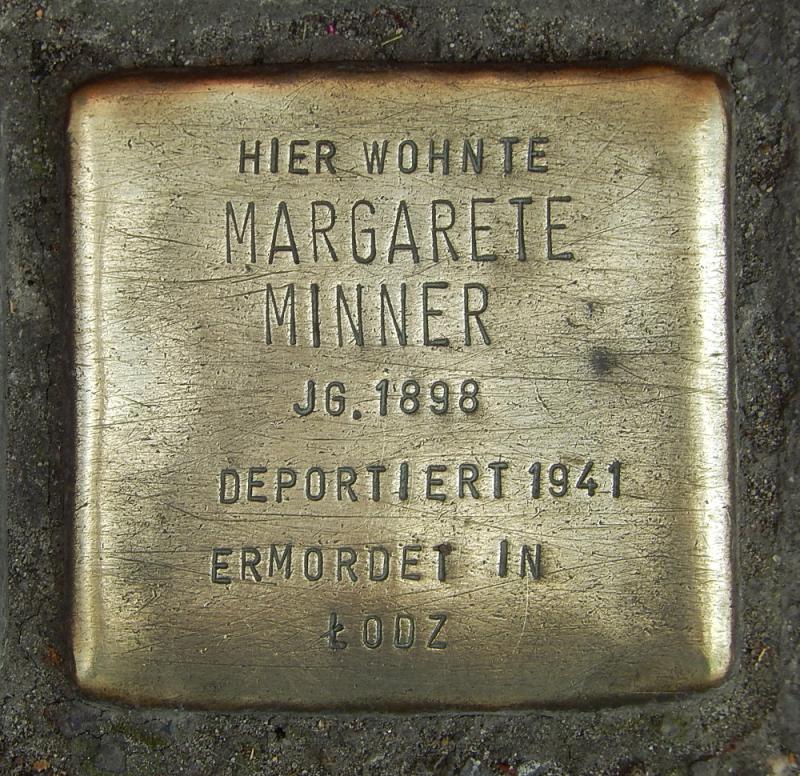 HIER WOHNTE
MARGARETE
MINNER
JG. 1898
DEPORTIERT 1941
ERMORDET IN
ŁODZ